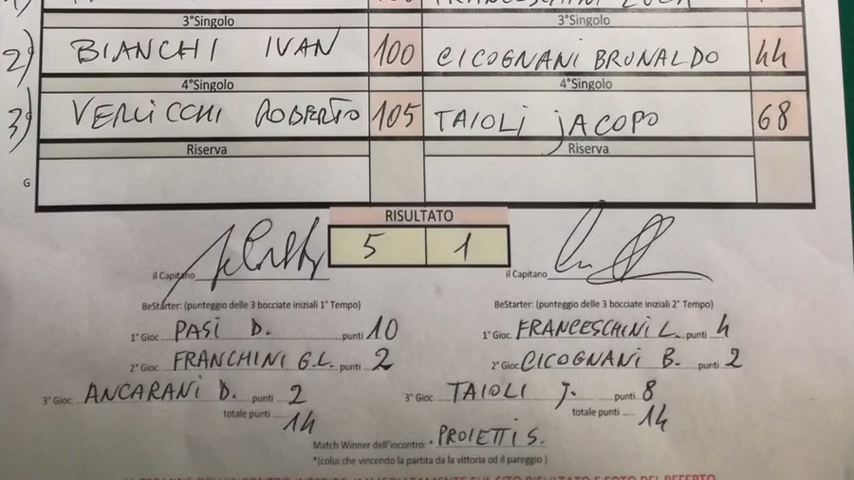 3°Singolo 3°Singolo
2) BIANCHI IVAN 100 CICOGNANI BRUNALDO 44
4°Singolo 4°Singolo
3) VERLICCHI ROBERTO 105 TAIOLI JACOPO 68
Riserva Riserva
G
RISULTATO
5 1
il Capitano il Capitano
BeStarter: (punteggio delle 3 bocciate iniziali 1° Tempo) BeStarter: (punteggio delle 3 bocciate iniziali 2° Tempo)
1° Gioc. PASI D. punti 10 1° Gioc. FRANCESCHINI L. punti 4
2° Gioc. FRANCHINI G.L. punti 2 2° Gioc. CICOGNANI B. punti 2
3° Gioc. ANCARANI D. punti 2 3° Gioc. TAIOLI J. punti 8
totale punti 14 totale punti 14
Match Winner dell'incontro: * PROIETTI S.
*(colui che vincendo la partita da la vittoria od il pareggio )